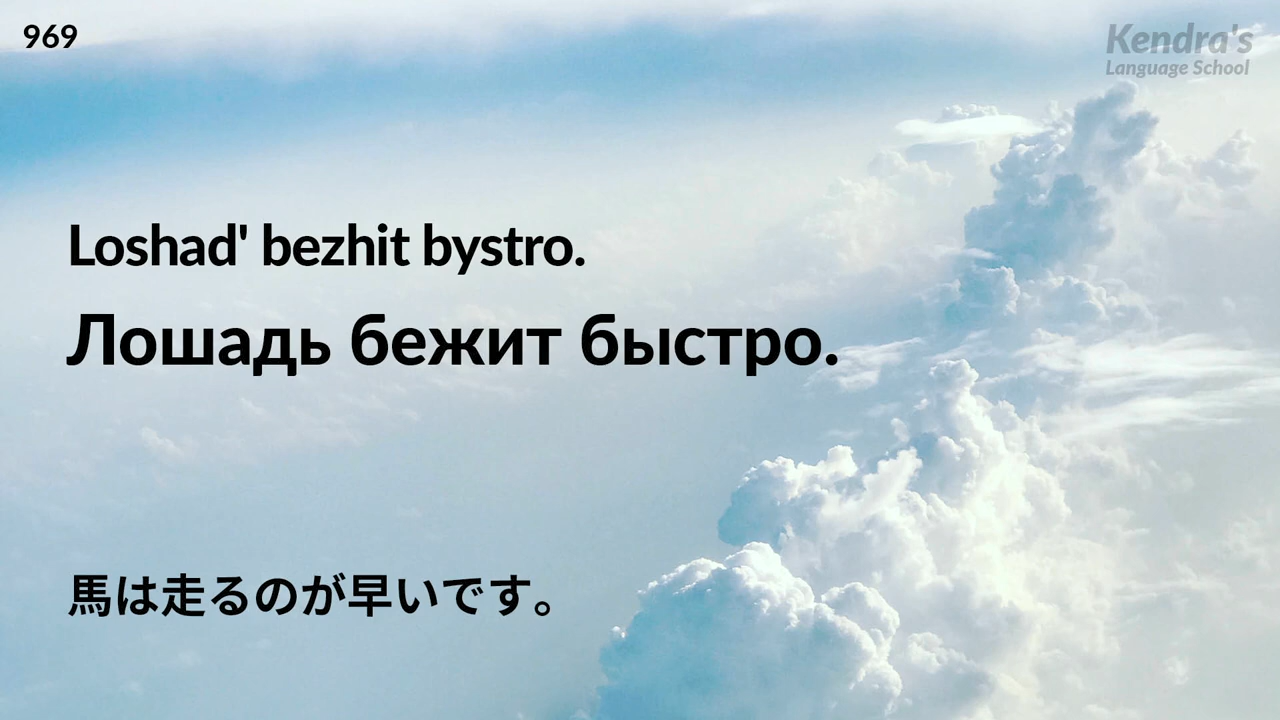 969
Kendra's
Language School
Loshad' bezhit bystro.
Лошадь бежит быстро.
馬は走るのが早いです。